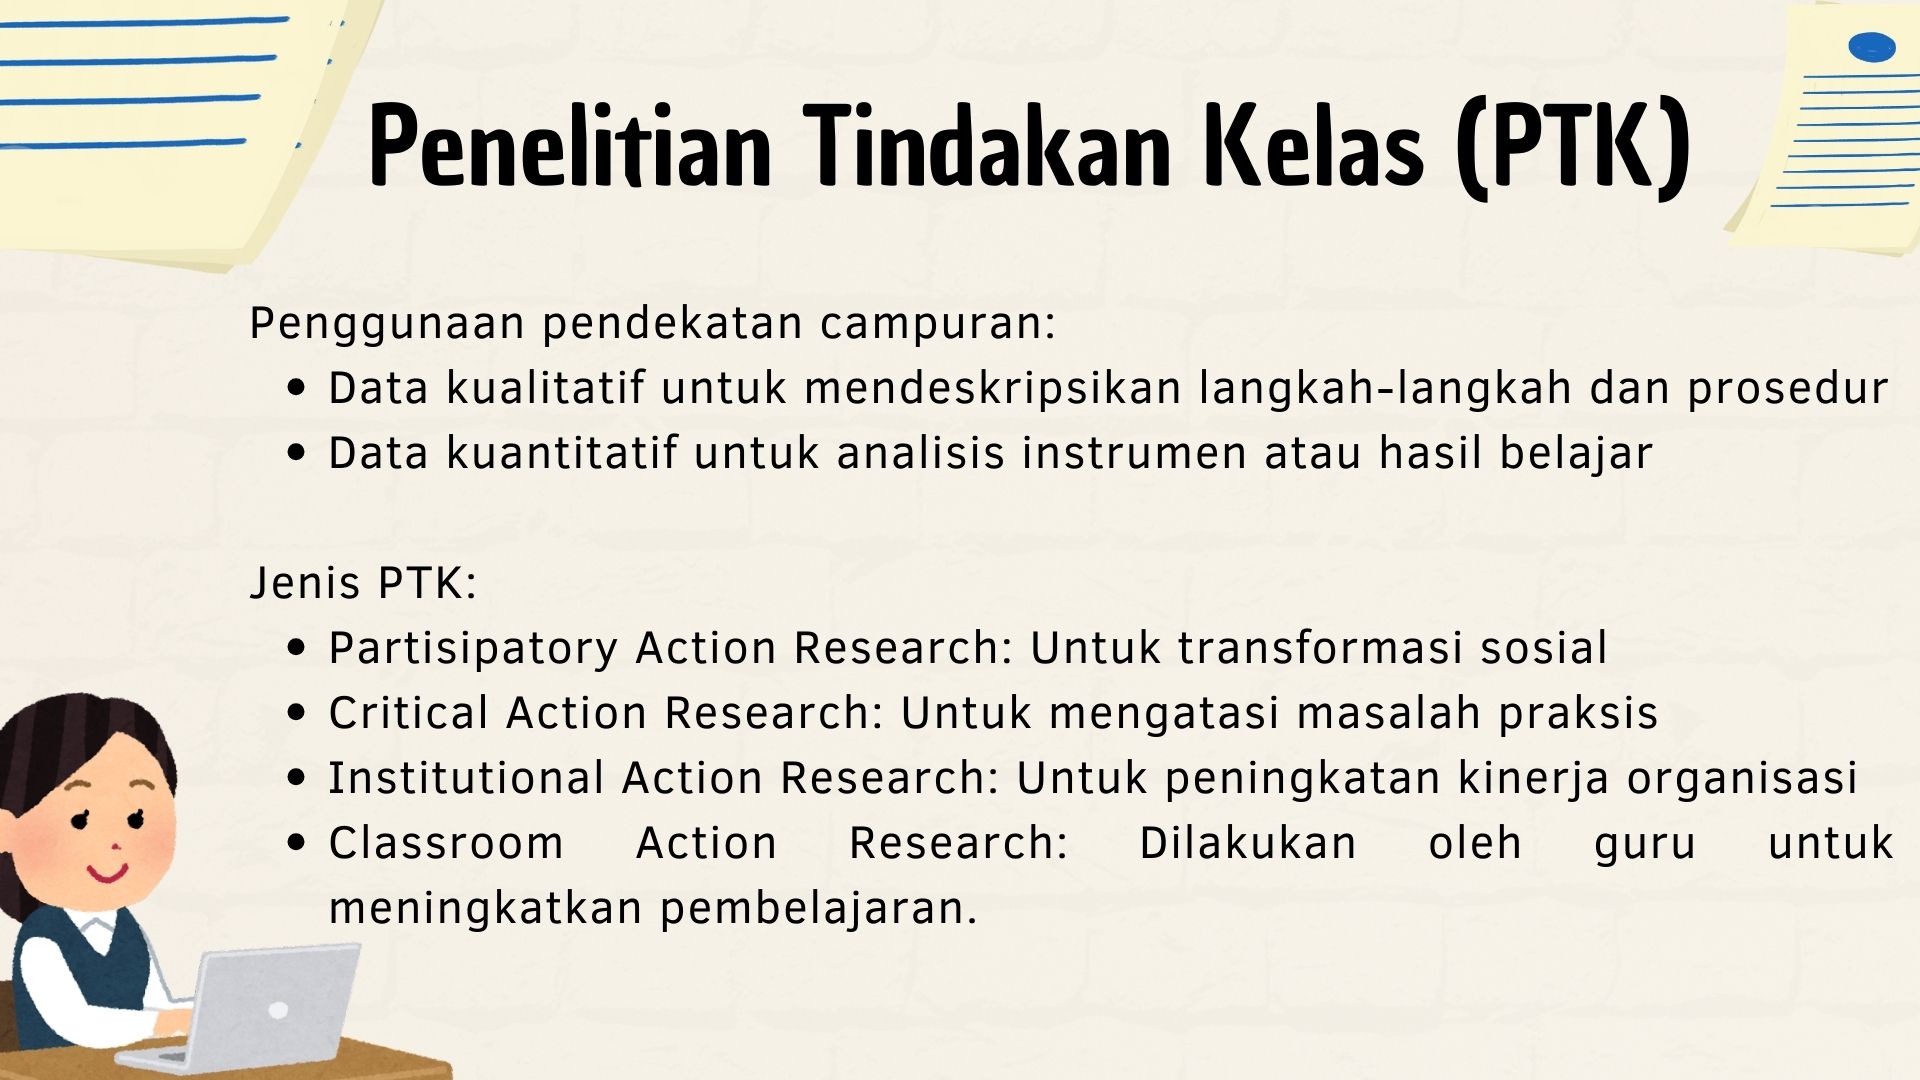 Penelitian Tindakan Kelas (PTK)
Penggunaan pendekatan campuran:
• Data kualitatif untuk mendeskripsikan langkah-langkah dan prosedur
• Data kuantitatif untuk analisis instrumen atau hasil belajar
Jenis PTK:
• Partisipatory Action Research: Untuk transformasi sosial
• Critical Action Research: Untuk mengatasi masalah praksis
• Institutional Action Research: Untuk peningkatan kinerja organisasi
• Classroom Action Research: Dilakukan oleh guru untuk
meningkatkan pembelajaran.